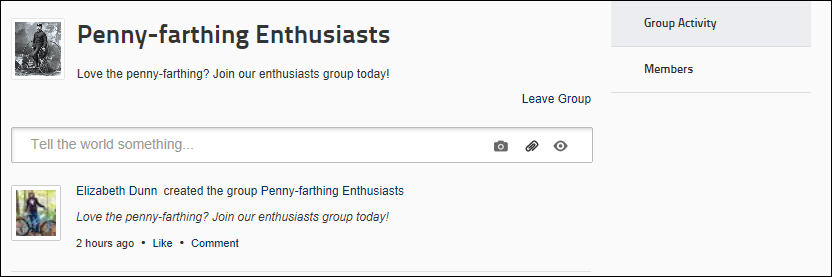 Penny-farthing Enthusiasts
Love the penny-farthing? Join our enthusiasts group today!
Leave Group
Group Activity
Members
Tell the world something...
Elizabeth Dunn created the group Penny-farthing Enthusiasts
Love the penny-farthing? Join our enthusiasts group today!
2 hours ago • Like • Comment